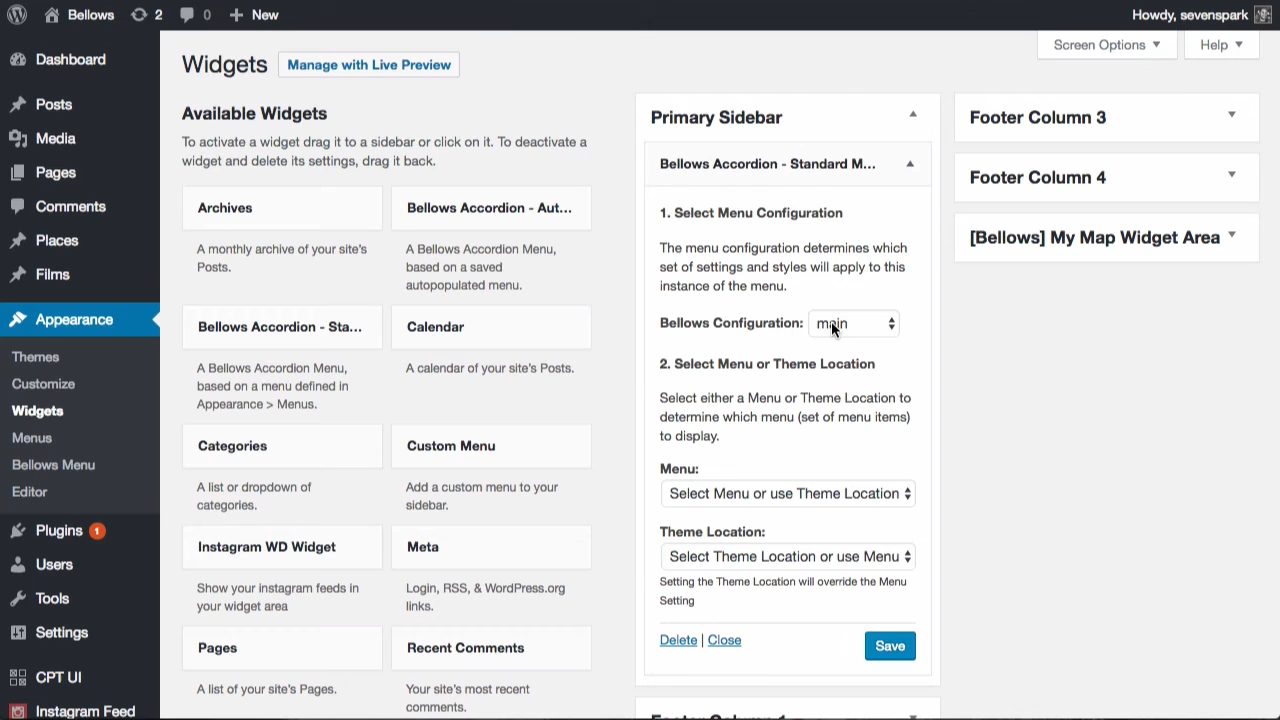 Bellows
2
0
New
Howdy, sevenspark
Dashboard
Posts
Media
Pages
Comments
Places
Films
Appearance
Themes
Customize
Widgets
Menus
Bellows Menu
Editor
Plugins 1
Users
Tools
Settings
CPT UI
Instagram Feed
Screen Options
Help
Widgets
Manage with Live Preview
Available Widgets
To activate a widget drag it to a sidebar or click on it. To deactivate a
widget and delete its settings, drag it back.
Archives
A monthly archive of your site's
Posts.
Bellows Accordion - Aut...
A Bellows Accordion Menu,
based on a saved
autopopulated menu.
Bellows Accordion - Sta...
A Bellows Accordion Menu,
based on a menu defined in
Appearance > Menus.
Calendar
A calendar of your site's Posts.
Categories
A list or dropdown of
categories.
Custom Menu
Add a custom menu to your
sidebar.
Instagram WD Widget
Show your instagram feeds in
your widget area
Meta
Login, RSS, & WordPress.org
links.
Pages
A list of your site's Pages.
Recent Comments
Your site's most recent
comments.
Primary Sidebar
Bellows Accordion - Standard M...
1. Select Menu Configuration
The menu configuration determines which
set of settings and styles will apply to this
instance of the menu.
Bellows Configuration: main
2. Select Menu or Theme Location
Select either a Menu or Theme Location to
determine which menu (set of menu items)
to display.
Menu:
Select Menu or use Theme Location
Theme Location:
Select Theme Location or use Menu
Setting the Theme Location will override the Menu
Setting
Delete | Close
Save
Footer Column 1
Footer Column 3
Footer Column 4
[Bellows] My Map Widget Area